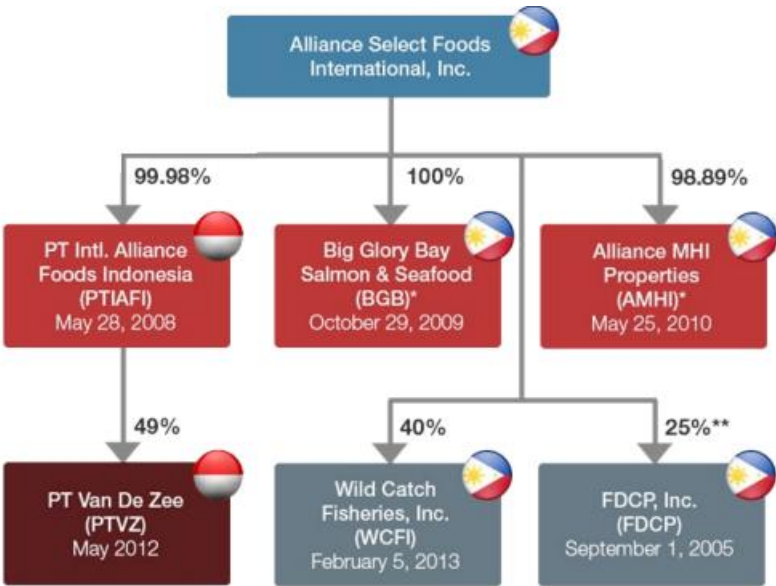 Alliance Select Foods
International, Inc.
99.98%
100%
98.89%
PT Intl. Alliance
Foods Indonesia
(PTIAFI)
May 28, 2008
Big Glory Bay
Salmon & Seafood
(BGB)*
October 29, 2009
Alliance MHI
Properties
(AMHI)*
May 25, 2010
49%
40%
25%**
PT Van De Zee
(PTVZ)
May 2012
Wild Catch
Fisheries, Inc.
(WCFI)
February 5, 2013
FDCP, Inc.
(FDCP)
September 1, 2005